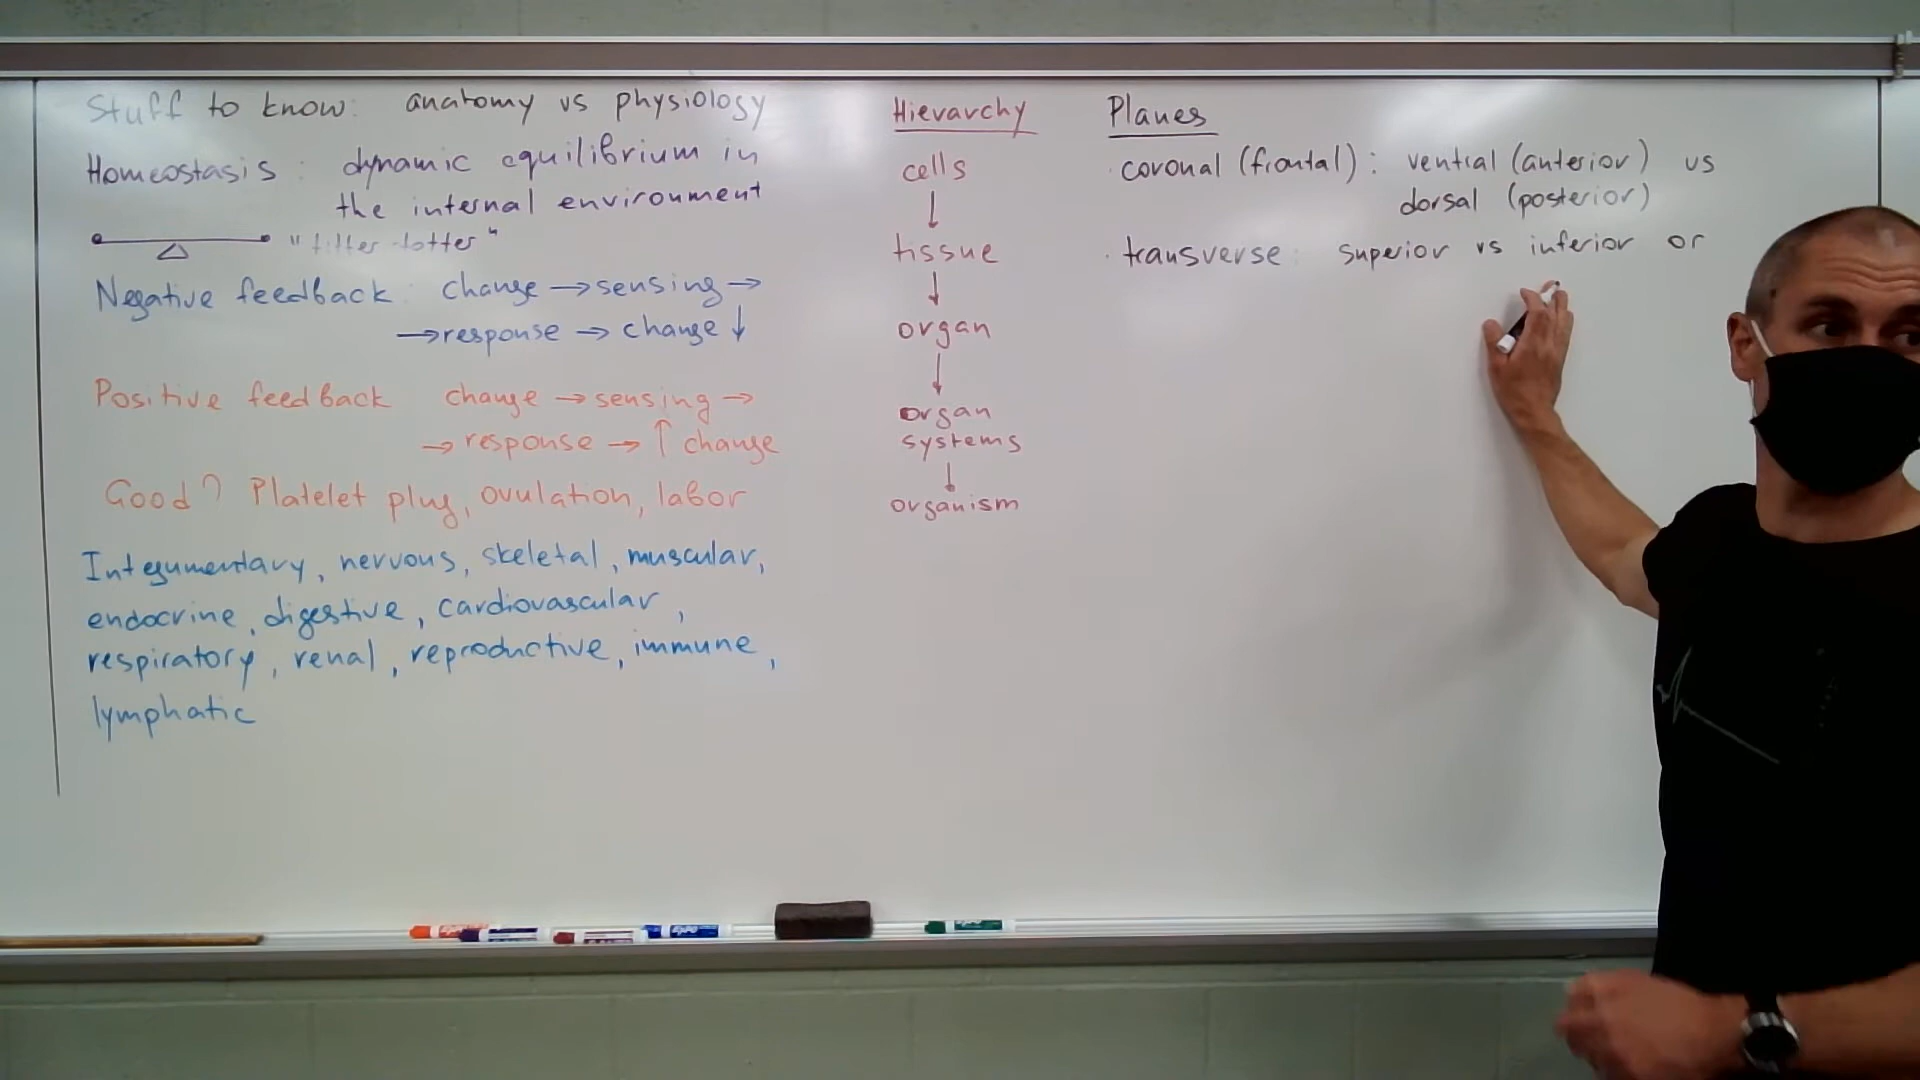 Stuff to know: anatomy vs physiology
Homeostasis: dynamic equilibrium in
the internal environment
"titter-totter"
Negative feedback: change → sensing →
→ response → change ↓
Positive feedback change → sensing →
→ response → ↑ change
Good? Platelet plug, ovulation, labor
Integumentary, nervous, skeletal, muscular,
endocrine, digestive, cardiovascular,
respiratory, renal, reproductive, immune,
lymphatic
Hierarchy
cells
↓
tissue
↓
organ
↓
organ
systems
↓
organism
Planes
· coronal (frontal): ventral (anterior) vs
dorsal (posterior)
· transverse: superior vs inferior or
expo